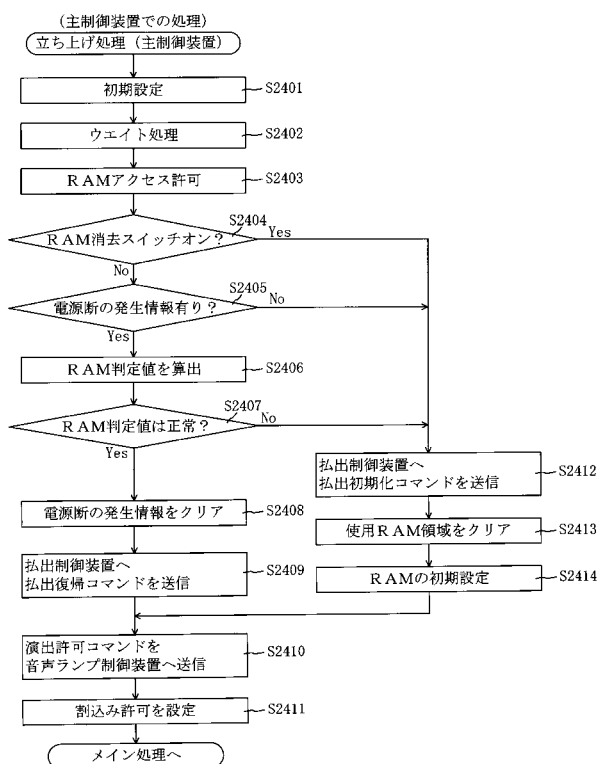 (主制御装置での処理)
立ち上げ処理(主制御装置)
初期設定
S2401
ウエイト処理
S2402
RAMアクセス許可
S2403
S2404
RAM消去スイッチオン?
Yes
No
S2405
電源断の発生情報有り?
No
Yes
RAM判定値を算出
S2406
S2407
RAM判定値は正常?
No
Yes
払出制御装置へ
払出初期化コマンドを送信
S2412
電源断の発生情報をクリア
S2408
使用RAM領域をクリア
S2413
払出制御装置へ
払出復帰コマンドを送信
S2409
RAMの初期設定
S2414
演出許可コマンドを
音声ランプ制御装置へ送信
S2410
割込み許可を設定
S2411
メイン処理へ